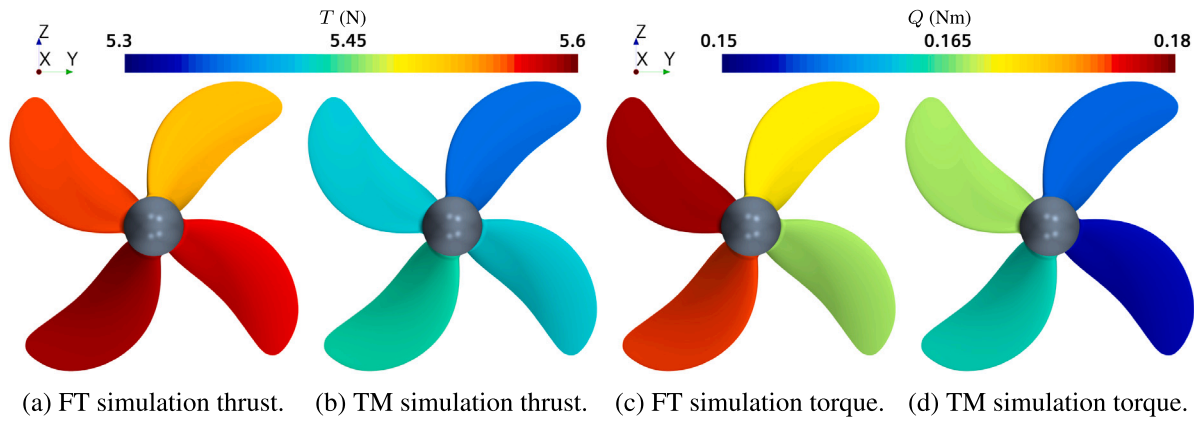 T (N)
Q (Nm)
Z
5.3
5.45
5.6
Z
0.15
0.165
0.18
X Y
X Y
(a) FT simulation thrust. (b) TM simulation thrust. (c) FT simulation torque. (d) TM simulation torque.